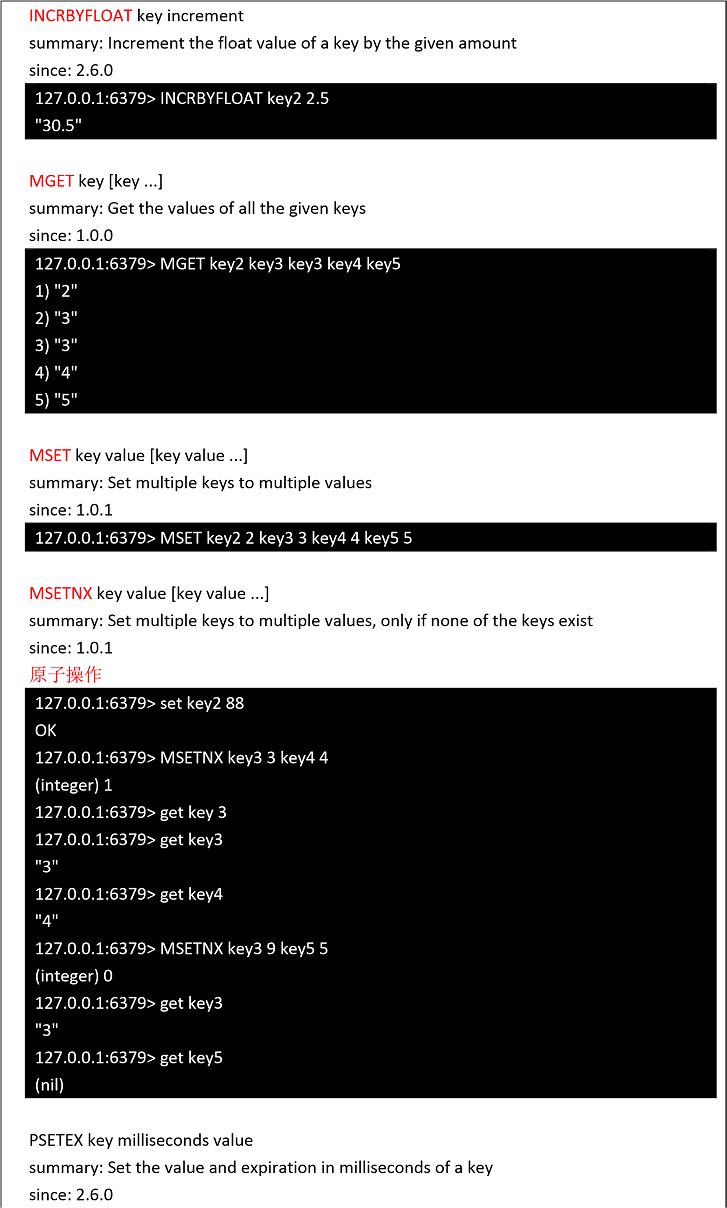 INCRBYFLOAT key increment
summary: Increment the float value of a key by the given amount
since: 2.6.0
127.0.0.1:6379> INCRBYFLOAT key2 2.5
"30.5"
MGET key [key ...]
summary: Get the values of all the given keys
since: 1.0.0
127.0.0.1:6379> MGET key2 key3 key3 key4 key5
1) "2"
2) "3"
3) "3"
4) "4"
5) "5"
MSET key value [key value ...]
summary: Set multiple keys to multiple values
since: 1.0.1
127.0.0.1:6379> MSET key2 2 key3 3 key4 4 key5 5
MSETNX key value [key value ...]
summary: Set multiple keys to multiple values, only if none of the keys exist
since: 1.0.1
原子操作
127.0.0.1:6379> set key2 88
OK
127.0.0.1:6379> MSETNX key3 3 key4 4
(integer) 1
127.0.0.1:6379> get key 3
127.0.0.1:6379> get key3
"3"
127.0.0.1:6379> get key4
"4"
127.0.0.1:6379> MSETNX key3 9 key5 5
(integer) 0
127.0.0.1:6379> get key3
"3"
127.0.0.1:6379> get key5
(nil)
PSETEX key milliseconds value
summary: Set the value and expiration in milliseconds of a key
since: 2.6.0